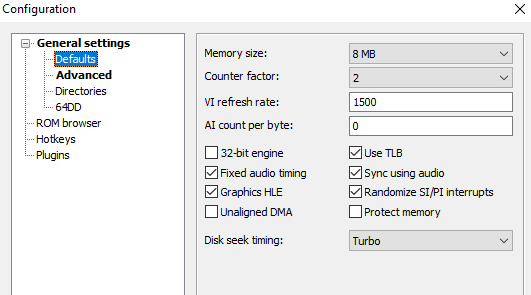 Configuration
General settings
Defaults
Advanced
Directories
64DD
ROM browser
Hotkeys
Plugins
Memory size: 8 MB
Counter factor: 2
VI refresh rate: 1500
AI count per byte: 0
32-bit engine Use TLB
Fixed audio timing Sync using audio
Graphics HLE Randomize SI/PI interrupts
Unaligned DMA Protect memory
Disk seek timing: Turbo